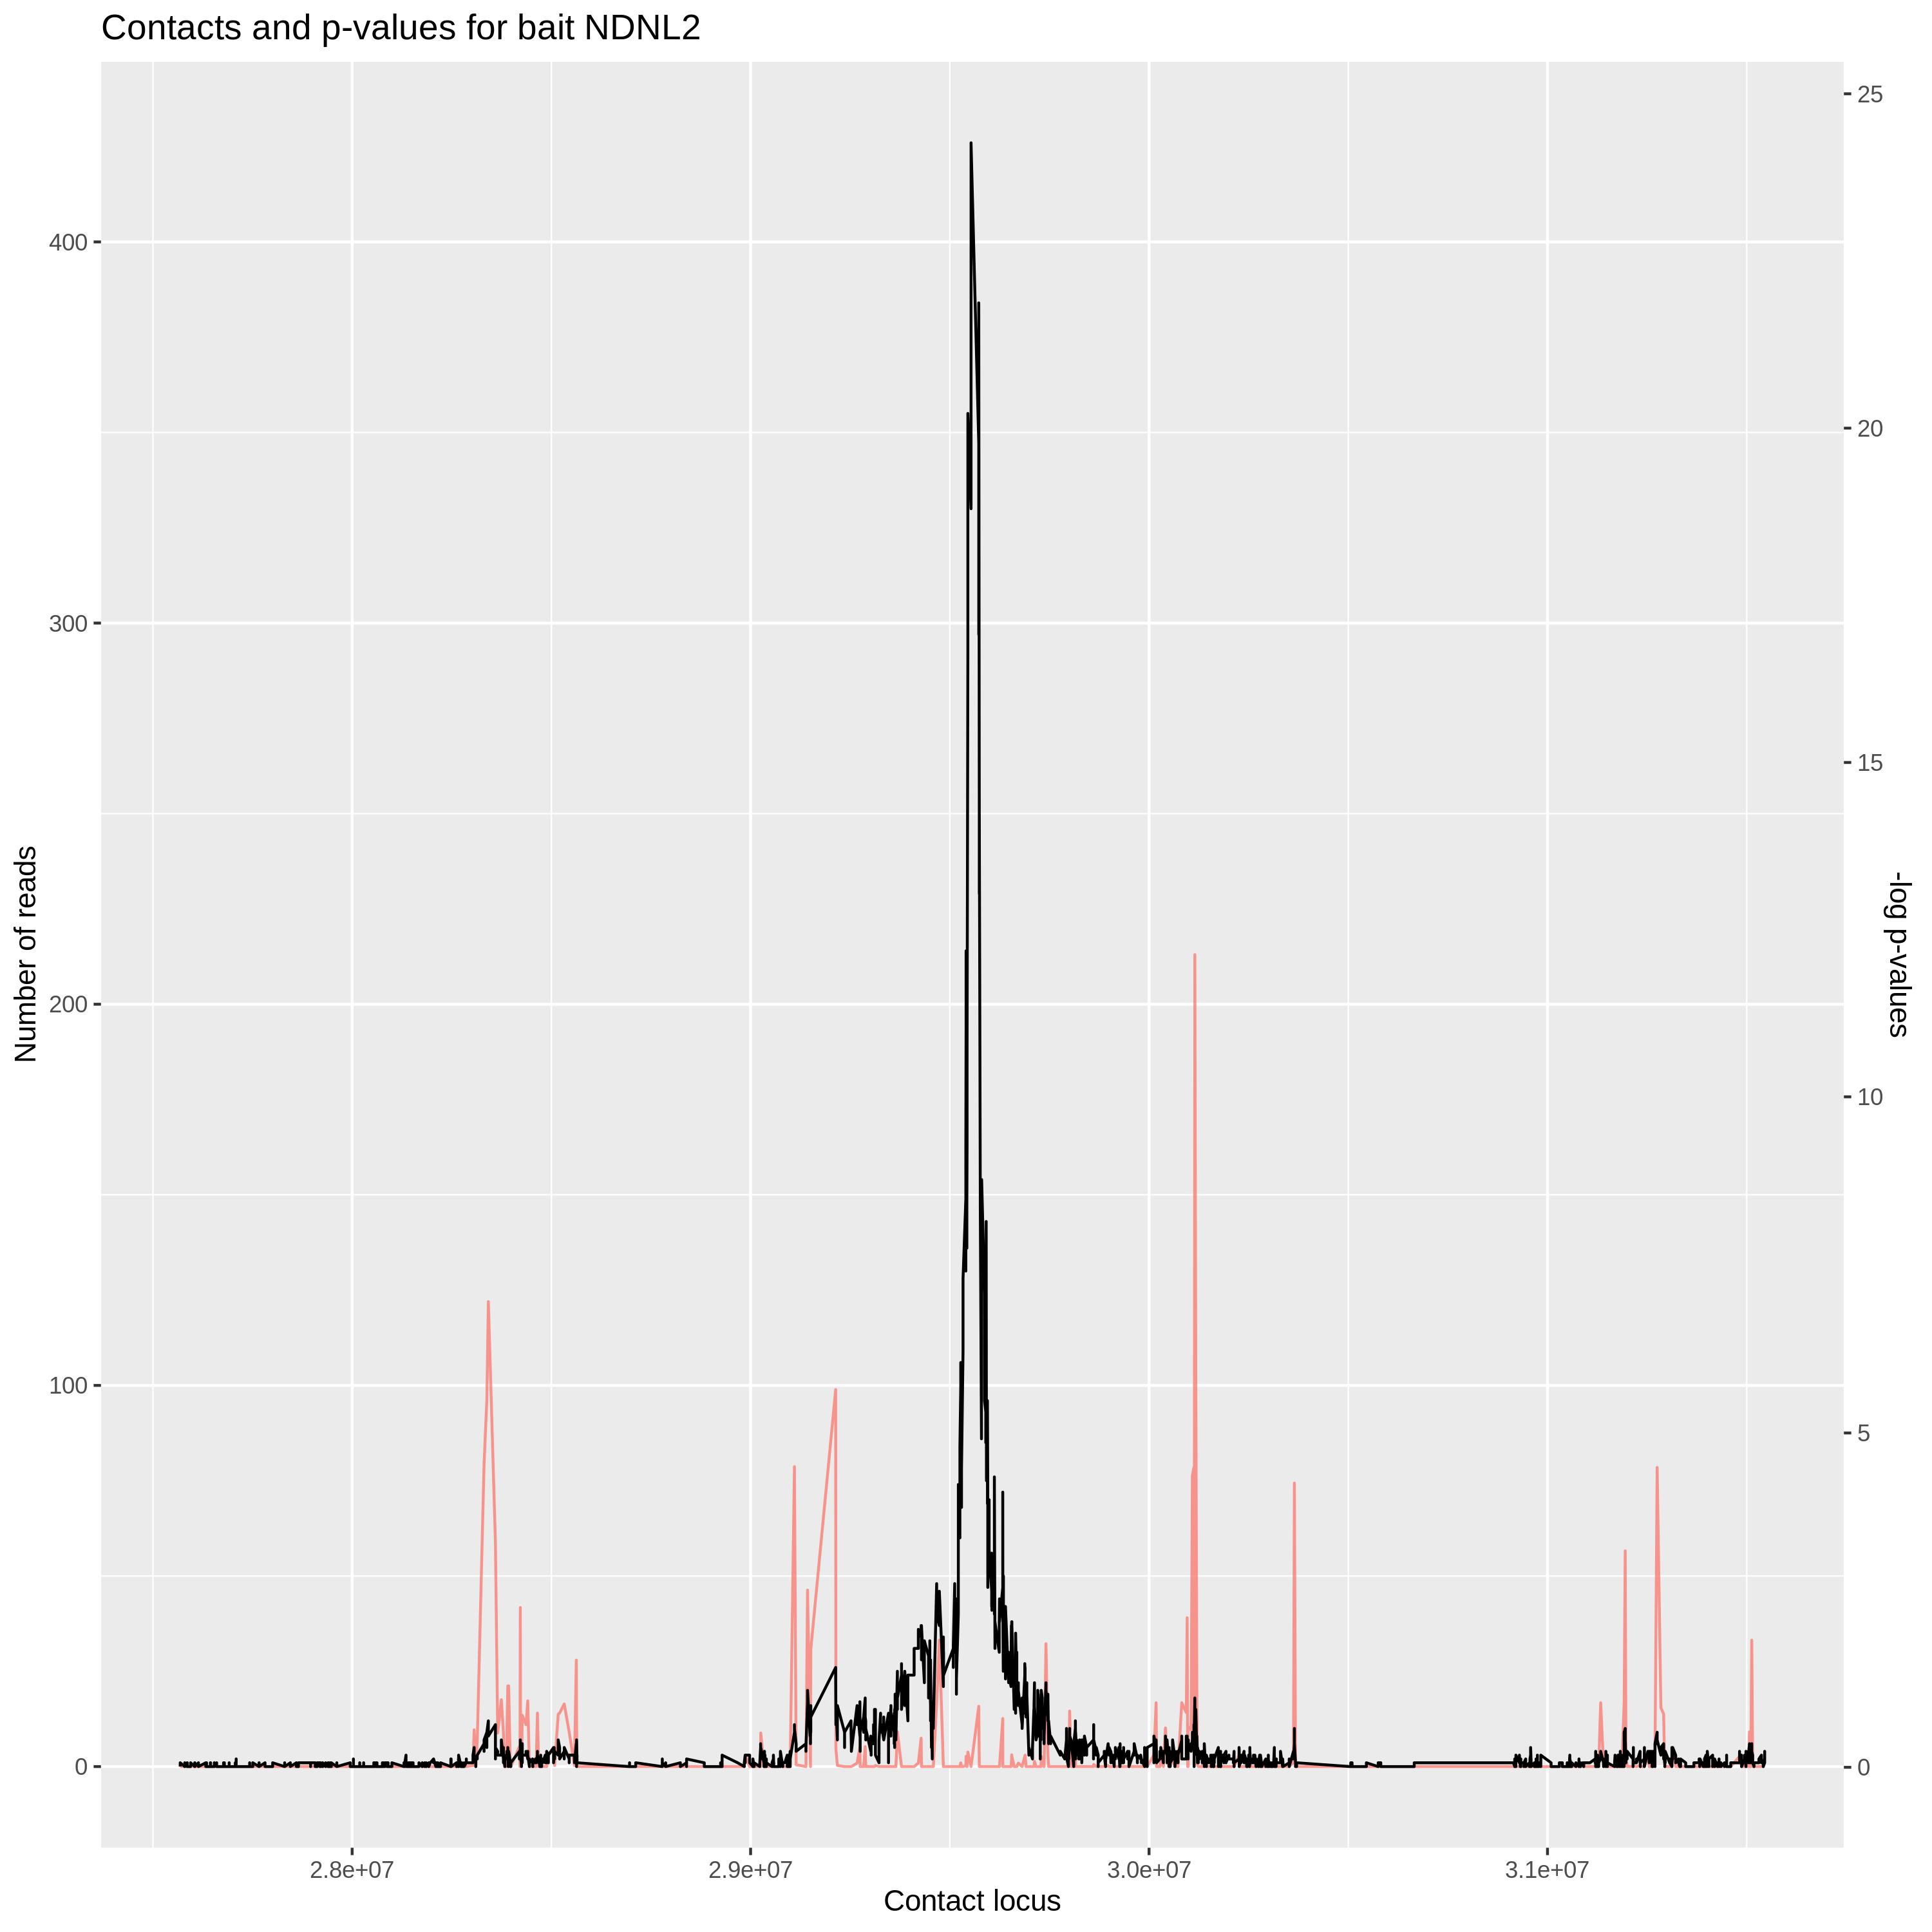 Contacts and p-values for bait NDNL2
25
400
20
300
15
Number of reads
-log p-values
200
10
100
5
0
0
2.8e+07
2.9e+07
3.0e+07
3.1e+07
Contact locus